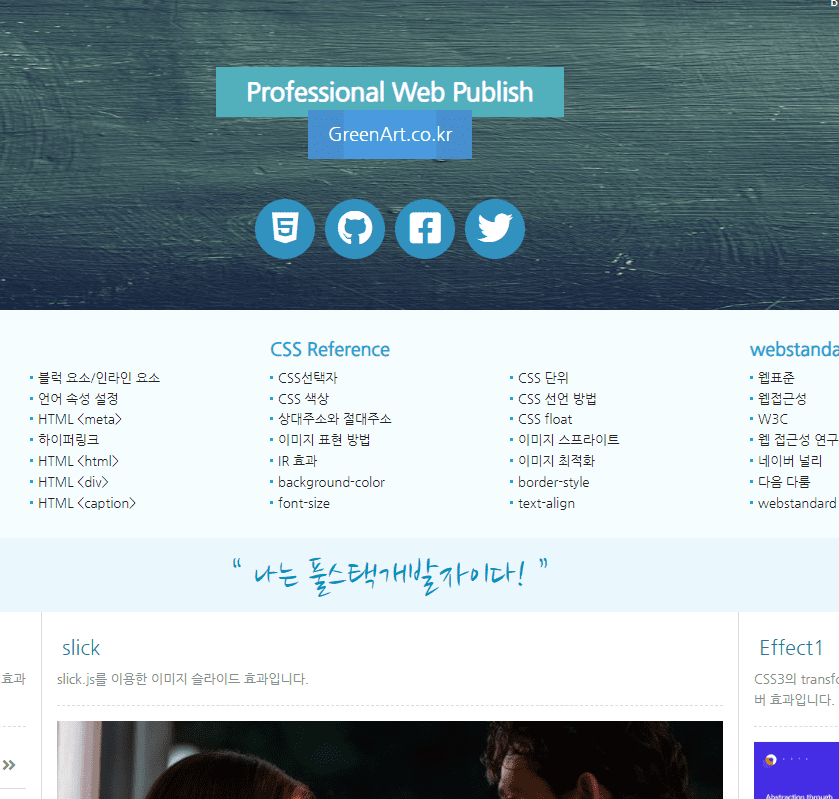 Professional Web Publish
GreenArt.co.kr
블럭 요소/인라인 요소
언어 속성 설정
HTML <meta>
하이퍼링크
HTML <html>
HTML <div>
HTML <caption>
CSS Reference
CSS선택자
CSS 색상
상대주소와 절대주소
이미지 표현 방법
IR 효과
background-color
font-size
CSS 단위
CSS 선언 방법
CSS float
이미지 스프라이트
이미지 최적화
border-style
text-align
webstanda
웹표준
웹접근성
W3C
웹 접근성 연구
네이버 널리
다음 다룸
webstandard
“ 나는 풀스택개발자이다! ”
효과
slick
slick.js를 이용한 이미지 슬라이드 효과입니다.
Effect1
CSS3의 transfo
버 효과입니다.
Abstraction through